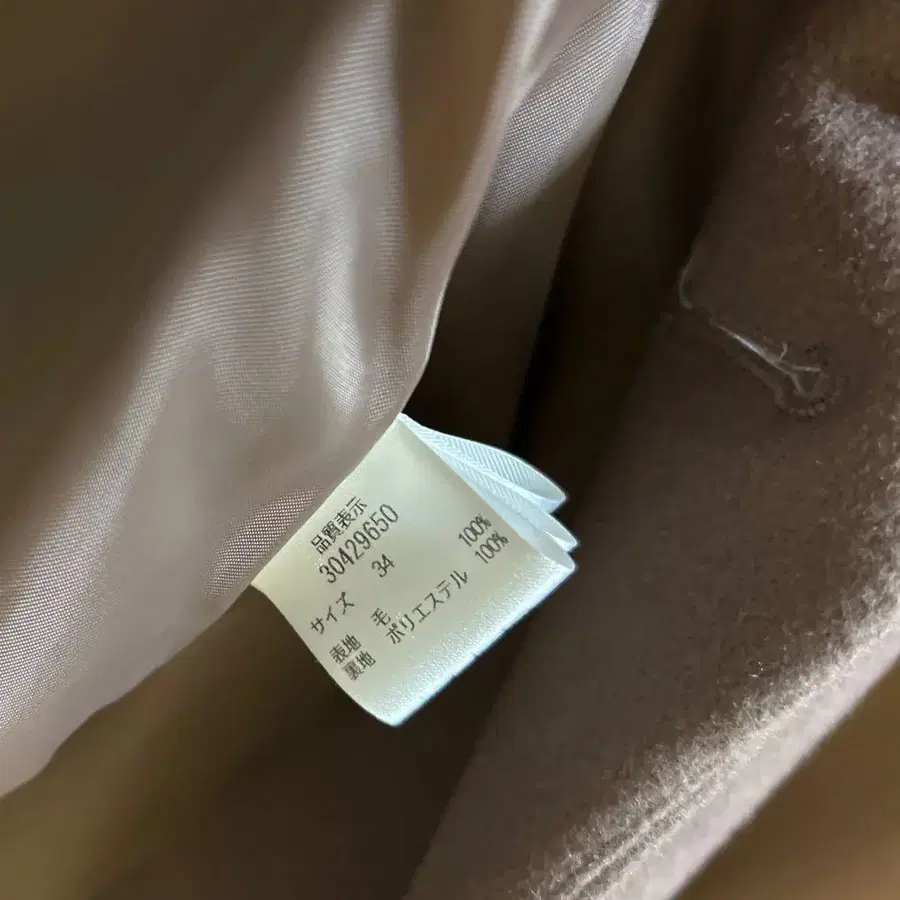 品質表示
30429650
サイズ 34
表地 毛 100%
裏地 ポリエステル 100%